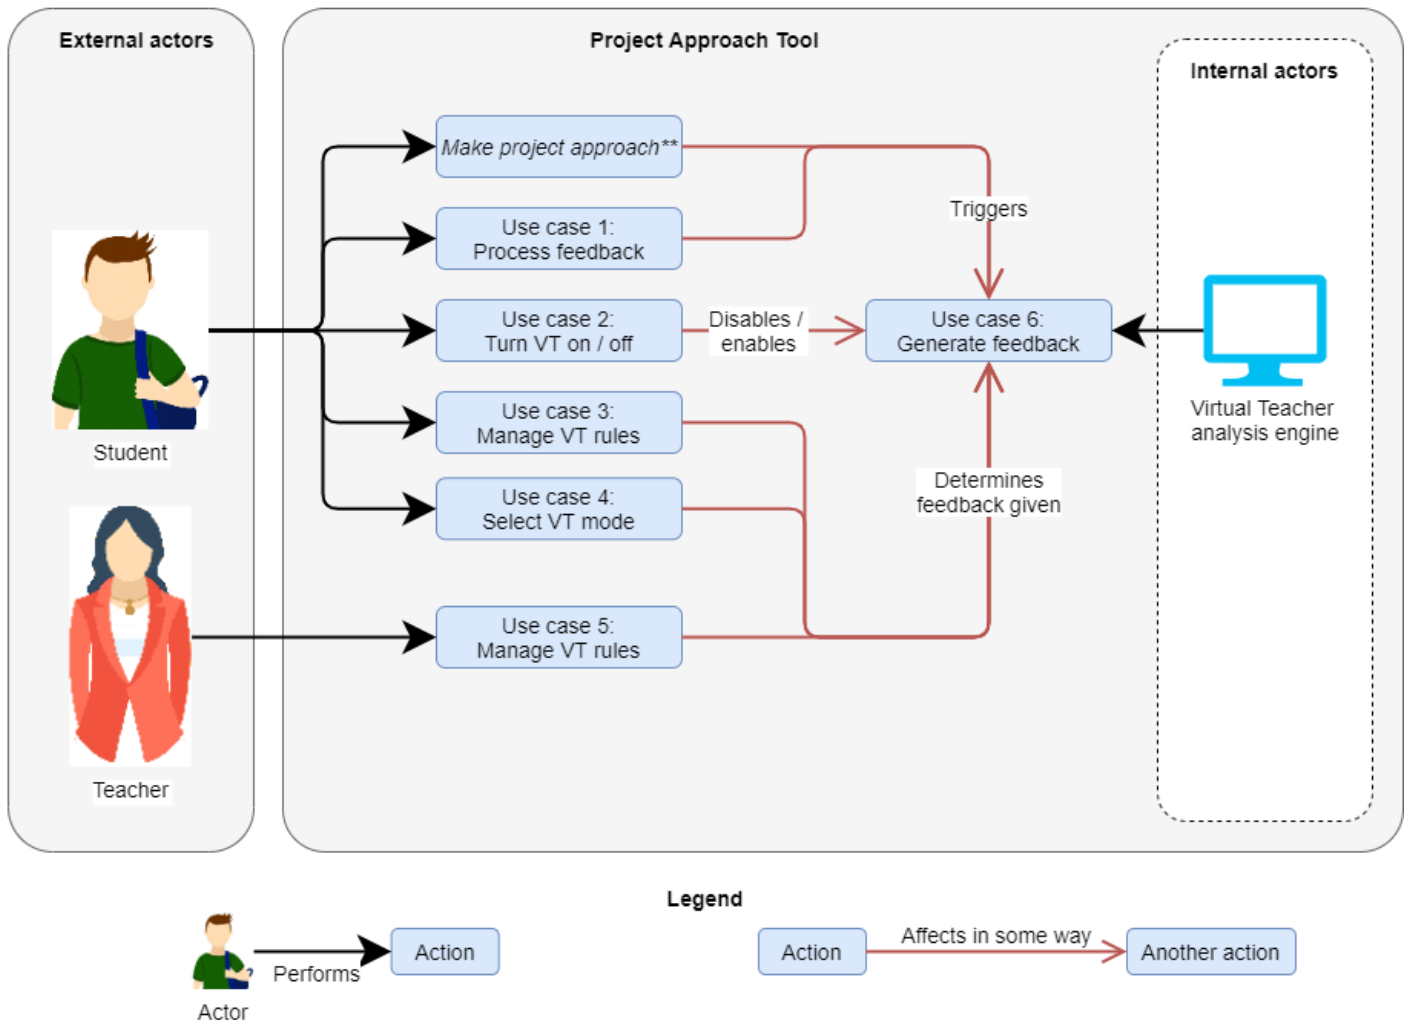 External actors
Project Approach Tool
Internal actors
Make project approach**
Use case 1:
Process feedback
Triggers
Use case 2:
Turn VT on / off
Disables /
enables
Use case 6:
Generate feedback
Use case 3:
Manage VT rules
Virtual Teacher
analysis engine
Student
Use case 4:
Select VT mode
Determines
feedback given
Use case 5:
Manage VT rules
Teacher
Legend
Performs
Action
Actor
Action
Affects in some way
Another action